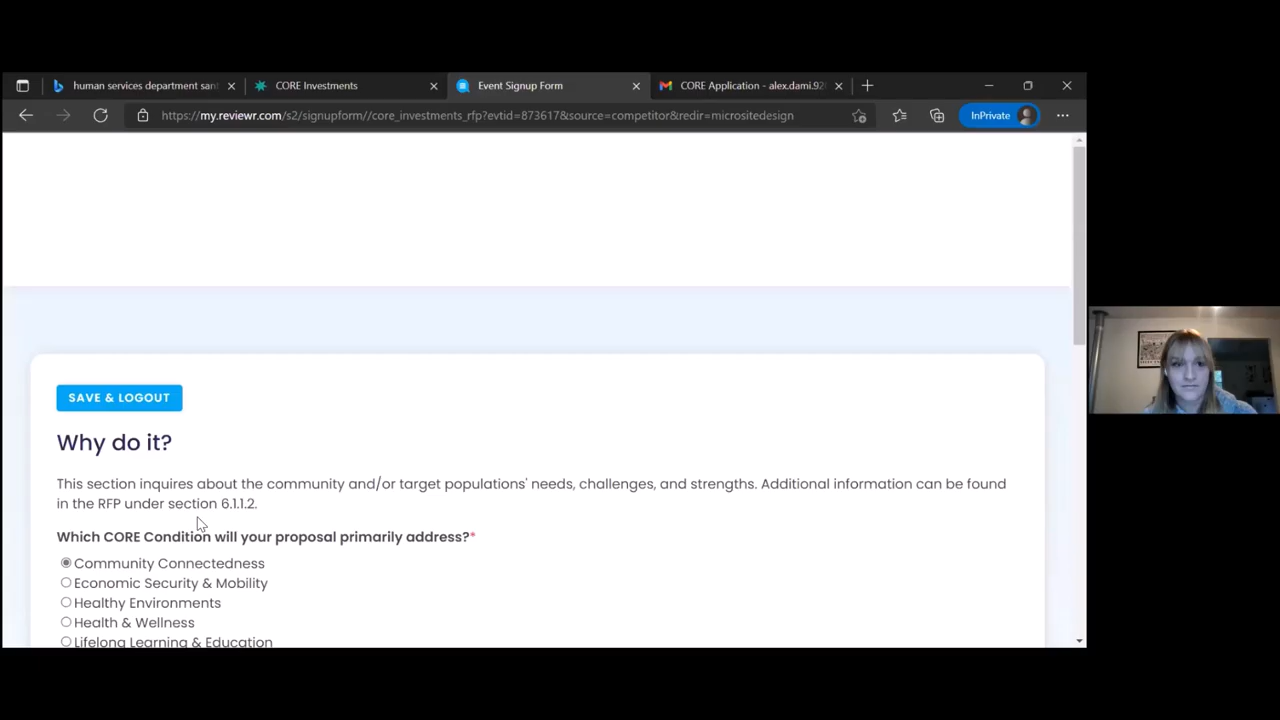 human services department sant
CORE Investments
Event Signup Form
CORE Application - alex.dami.92
https://my.reviewr.com/s2/signupform//core_investments_rfp?evtid=873617&source=competitor&redir=micrositedesign
InPrivate
SAVE & LOGOUT
Why do it?
This section inquires about the community and/or target populations' needs, challenges, and strengths. Additional information can be found
in the RFP under section 6.1.1.2.
Which CORE Condition will your proposal primarily address?*
Community Connectedness
Economic Security & Mobility
Healthy Environments
Health & Wellness
Lifelong Learning & Education